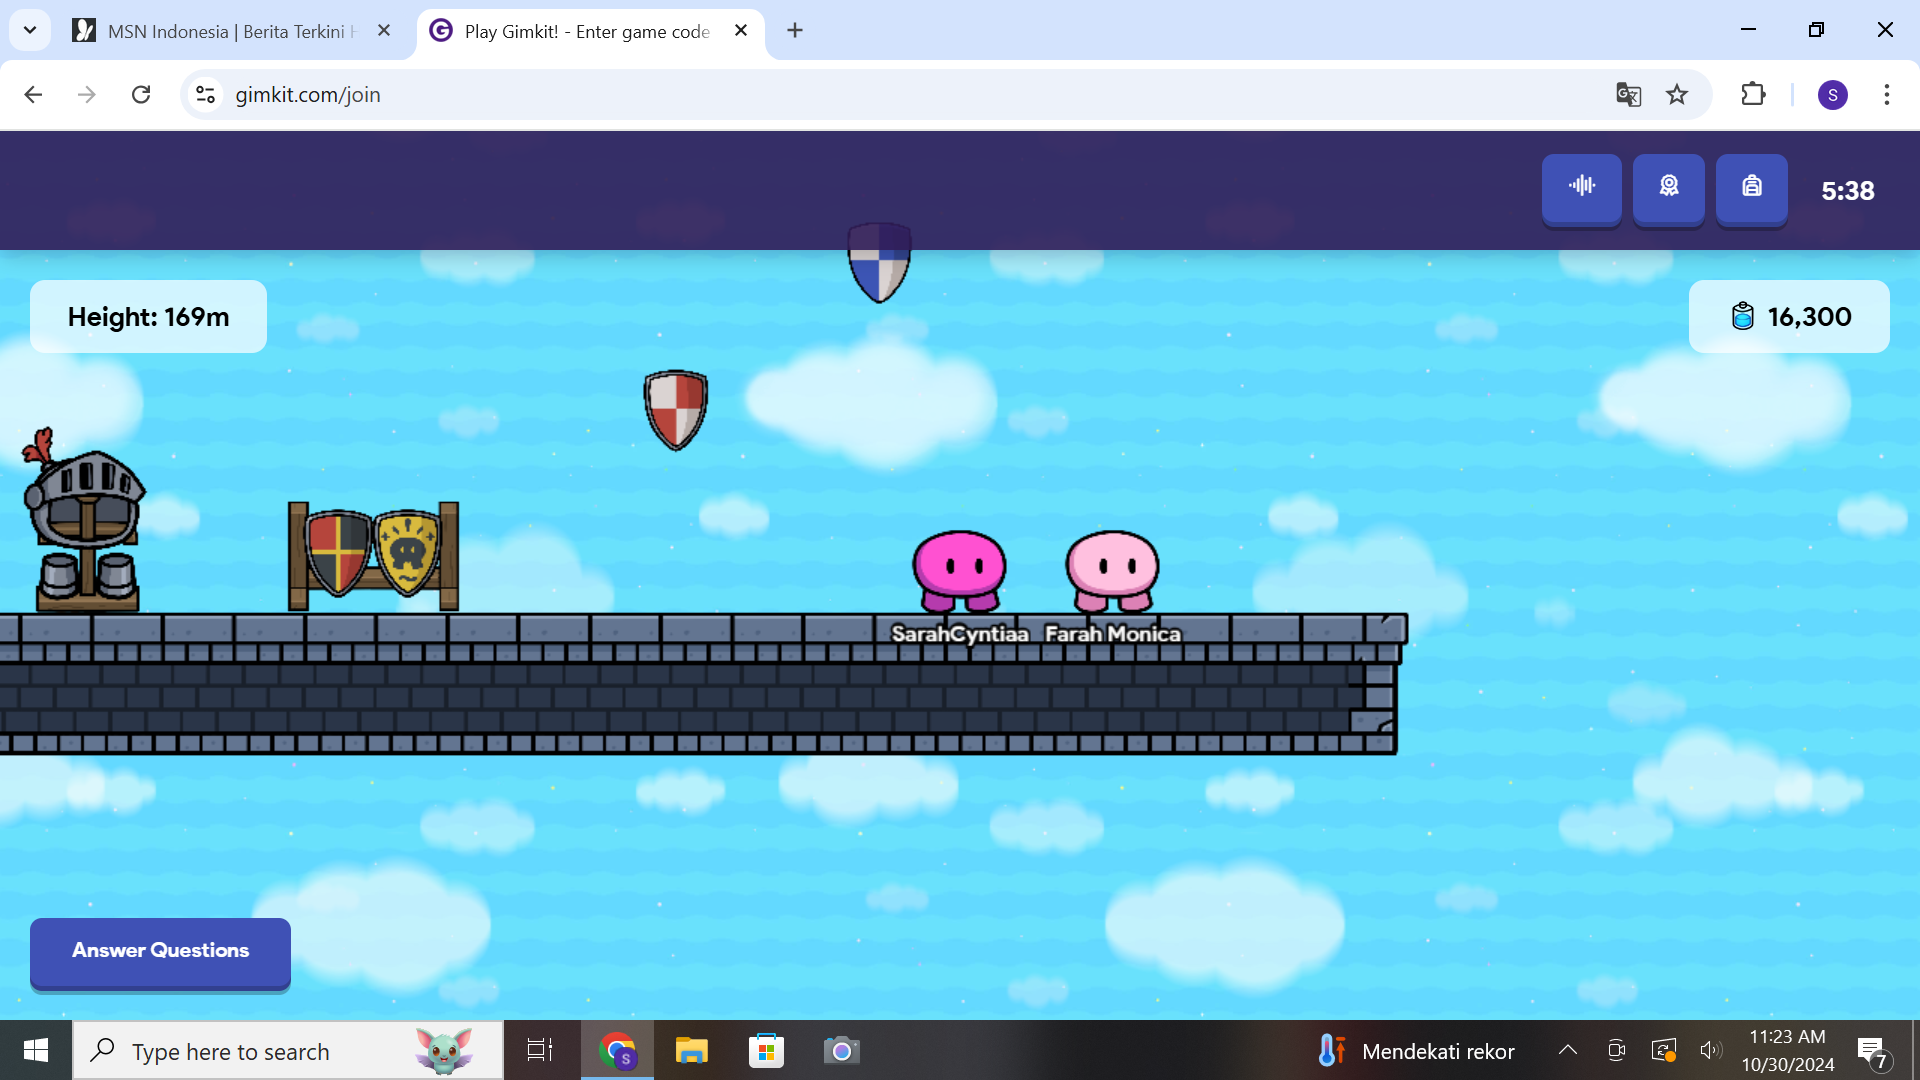 MSN Indonesia | Berita Terkini
Play Gimkit! - Enter game code
gimkit.com/join
S
5:38
Height: 169m
16,300
SarahCyntiaa Farah Monica
Answer Questions
Type here to search
S
Mendekati rekor
11:23 AM
10/30/2024
7